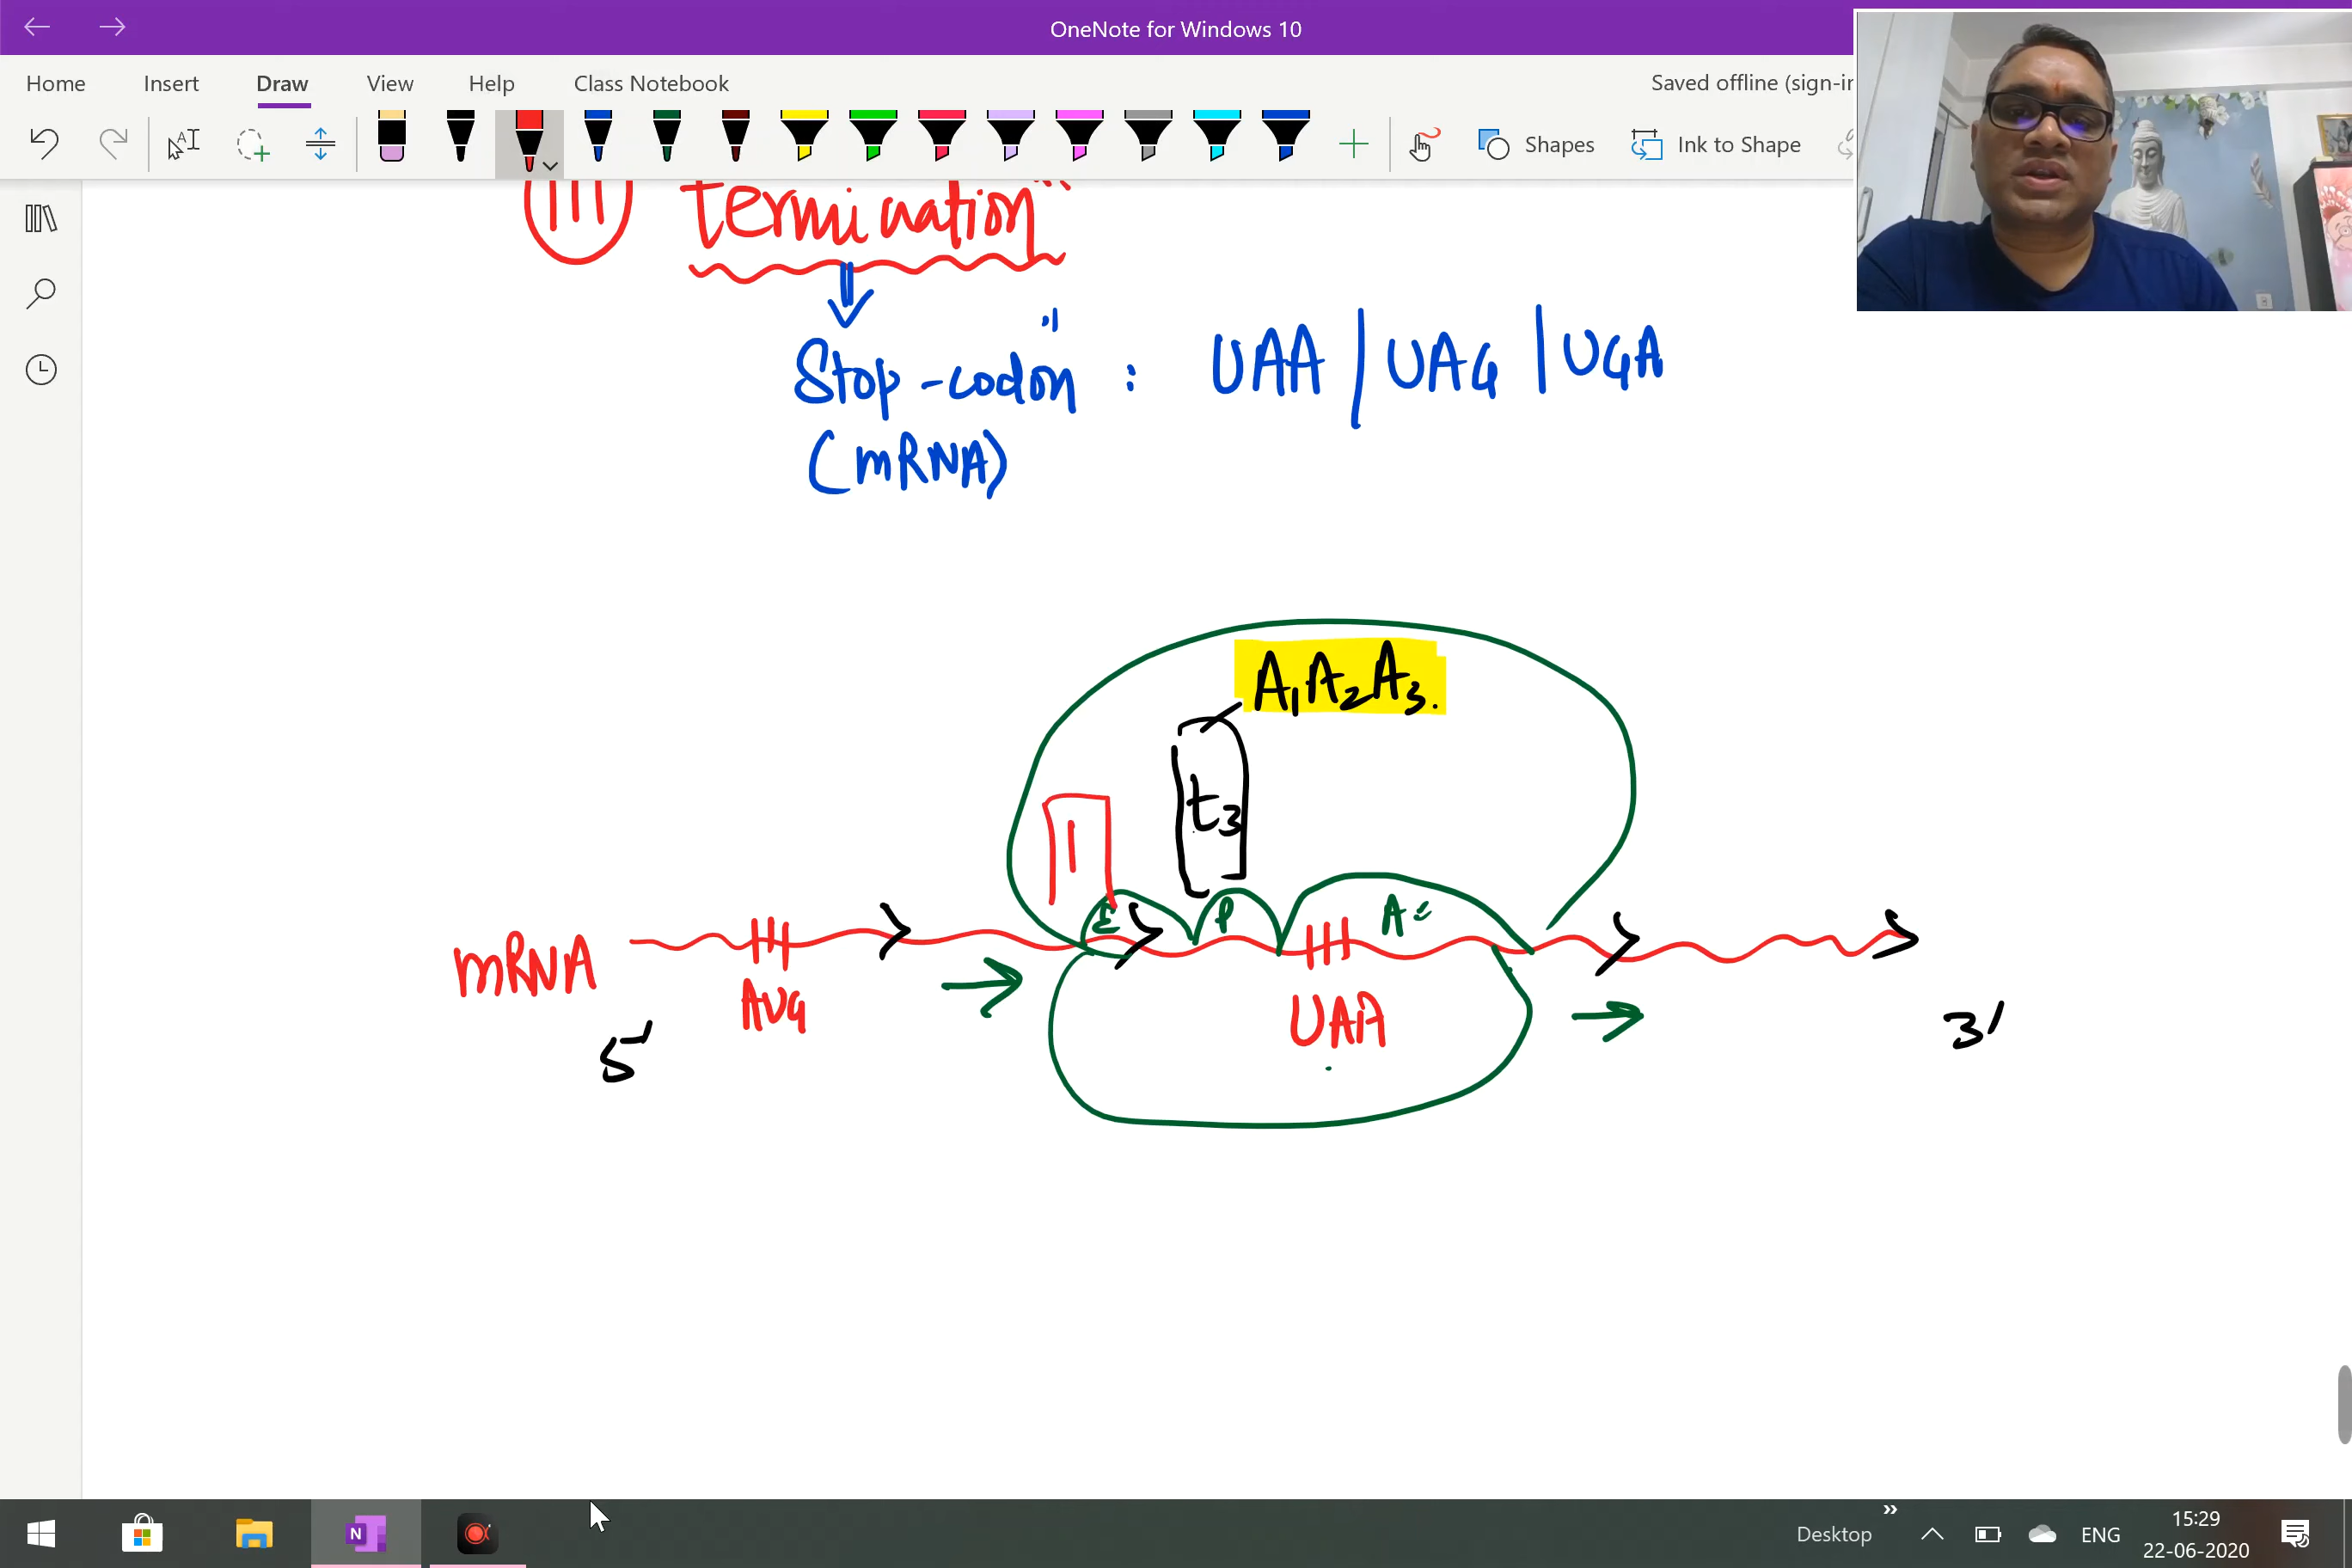 OneNote for Windows 10
Home Insert Draw View Help Class Notebook
Saved offline (sign-in
Shapes Ink to Shape
III termination"
Stop-codon" : UAA | UAG | UGA
(mRNA)
A1A2A3.
t3
E P A
mRNA
AUG UAA
5' 3'
N
Desktop
ENG
15:29
22-06-2020